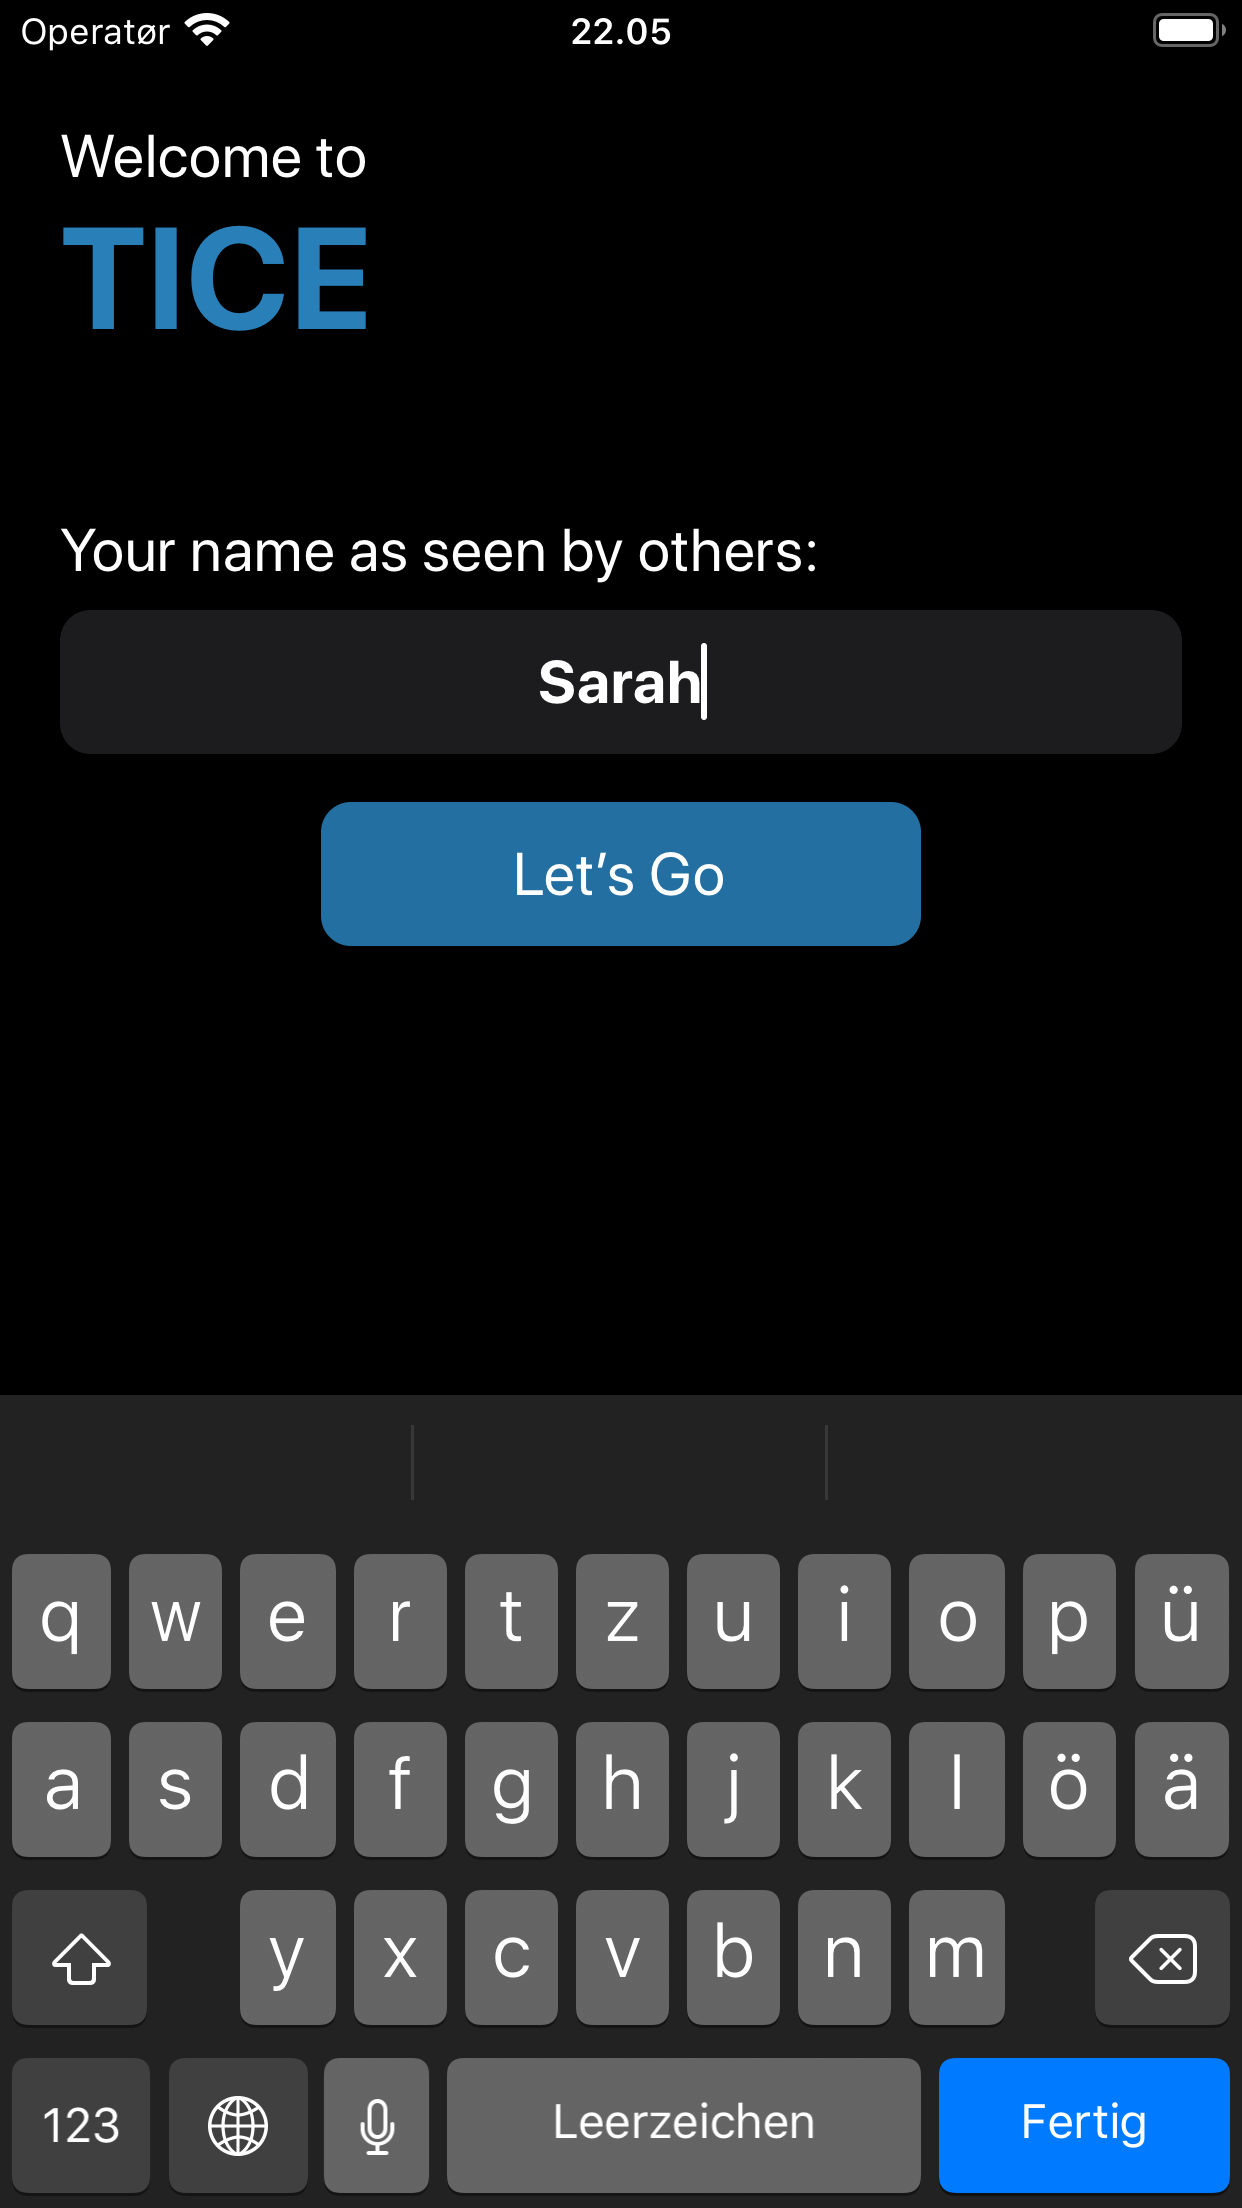 Operatør 22.05
Welcome to
TICE
Your name as seen by others:
Sarah
Let’s Go
q w e r t z u i o p ü
a s d f g h j k l ö ä
y x c v b n m
123 Leerzeichen Fertig